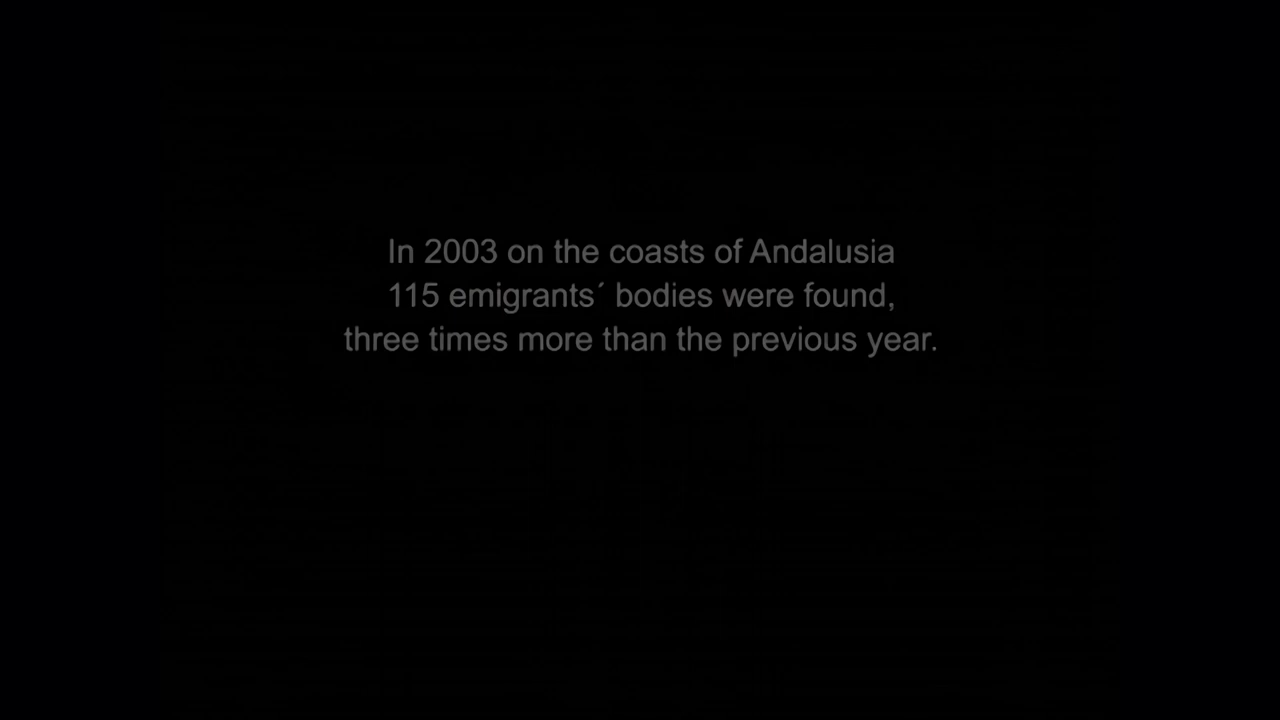 In 2003 on the coasts of Andalusia
115 emigrants´ bodies were found,
three times more than the previous year.